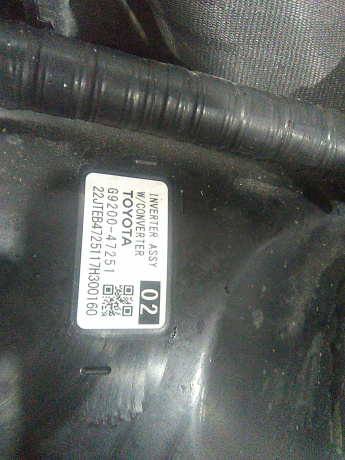 INVERTER ASSY
W/CONVERTER
TOYOTA
G9200-47251
22JTEB4725117H300160
02